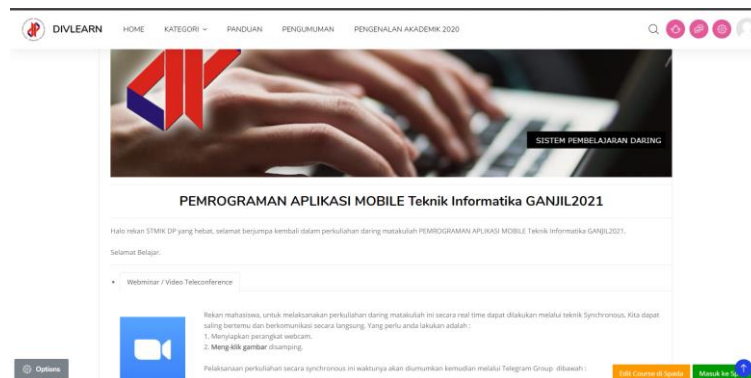 DIVLEARN HOME KATEGORI PANDUAN PENGUMUMAN PENGENALAN AKADEMIK 2020
SISTEM PEMBELAJARAN DARING
PEMROGRAMAN APLIKASI MOBILE Teknik Informatika GANJIL2021
Halo rekan STMIK DP yang hebat, selamat berjumpa kembali dalam perkuliahan daring matakuliah PEMROGRAMAN APLIKASI MOBILE Teknik Informatika GANJIL2021.
Selamat Belajar.
Webminar / Video Teleconference
Rekan mahasiswa, untuk melaksanakan perkuliahan daring matakuliah ini secara real time dapat dilakukan melalui teknik Synchronous. Kita dapat
saling bertemu dan berkomunikasi secara langsung. Yang perlu anda lakukan adalah :
1. Menyiapkan perangkat webcam.
2. Meng-klik gambar disamping.
Pelaksanaan perkuliahan secara synchronous ini waktunya akan diumumkan kemudian melalui Telegram Group dibawah :
Options
Edit Course di Spada
Masuk ke